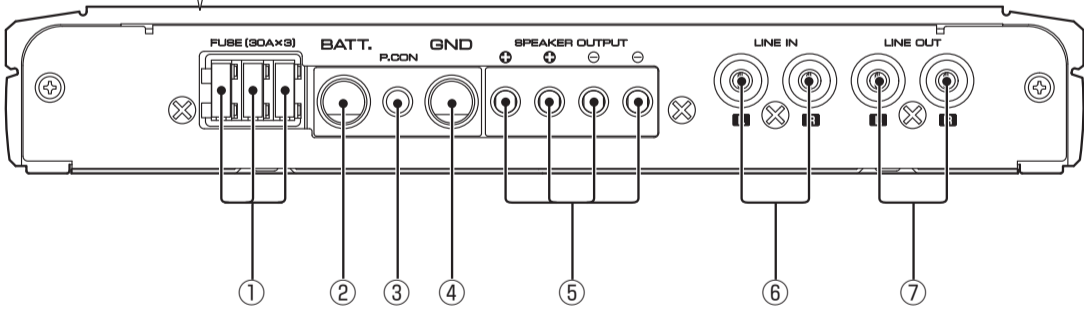 FUSE (30A×3) BATT. P.CON GND SPEAKER OUTPUT LINE IN LINE OUT
⊕ ⊕ ⊖ ⊖
① ② ③ ④ ⑤ ⑥ ⑦